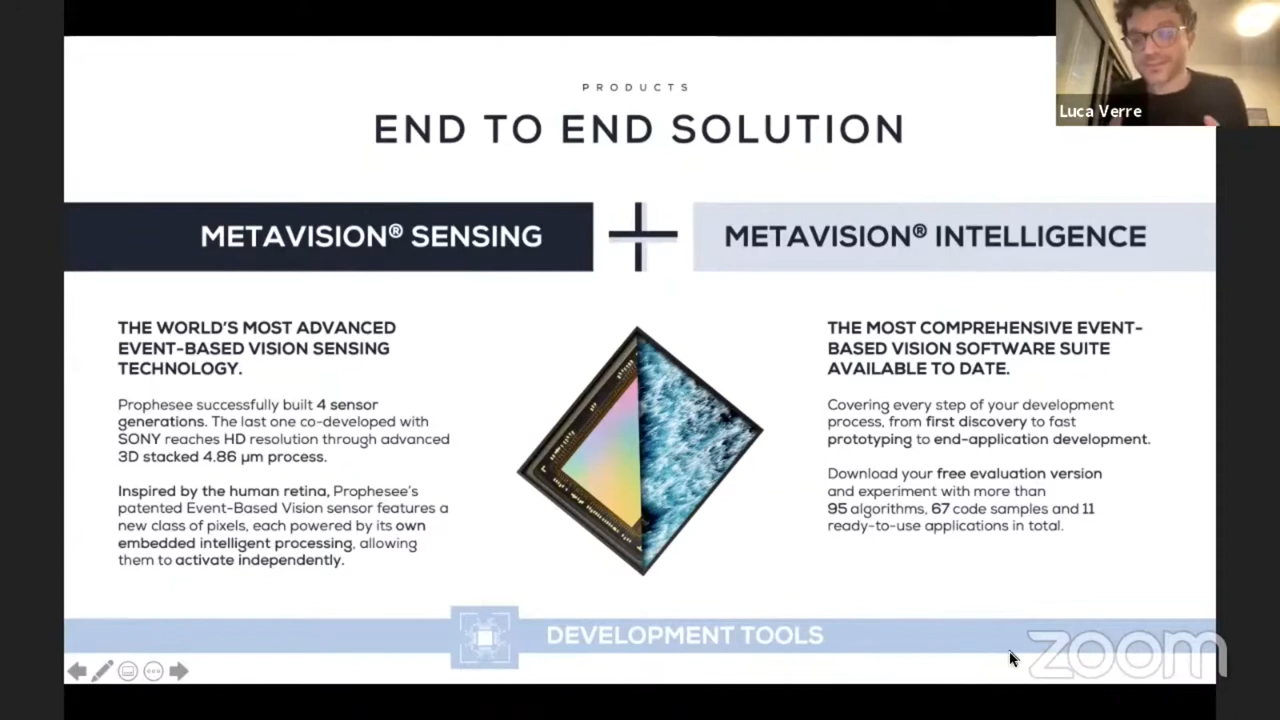 Luca Verre
PRODUCTS
END TO END SOLUTION
METAVISION® SENSING
METAVISION® INTELLIGENCE
THE WORLD'S MOST ADVANCED
EVENT-BASED VISION SENSING
TECHNOLOGY.
Prophesee successfully built 4 sensor
generations. The last one co-developed with
SONY reaches HD resolution through advanced
3D stacked 4.86 µm process.
Inspired by the human retina, Prophesee's
patented Event-Based Vision sensor features a
new class of pixels, each powered by its own
embedded intelligent processing, allowing
them to activate independently.
THE MOST COMPREHENSIVE EVENT-
BASED VISION SOFTWARE SUITE
AVAILABLE TO DATE.
Covering every step of your development
process, from first discovery to fast
prototyping to end-application development.
Download your free evaluation version
and experiment with more than
95 algorithms, 67 code samples and 11
ready-to-use applications in total.
DEVELOPMENT TOOLS
zoom